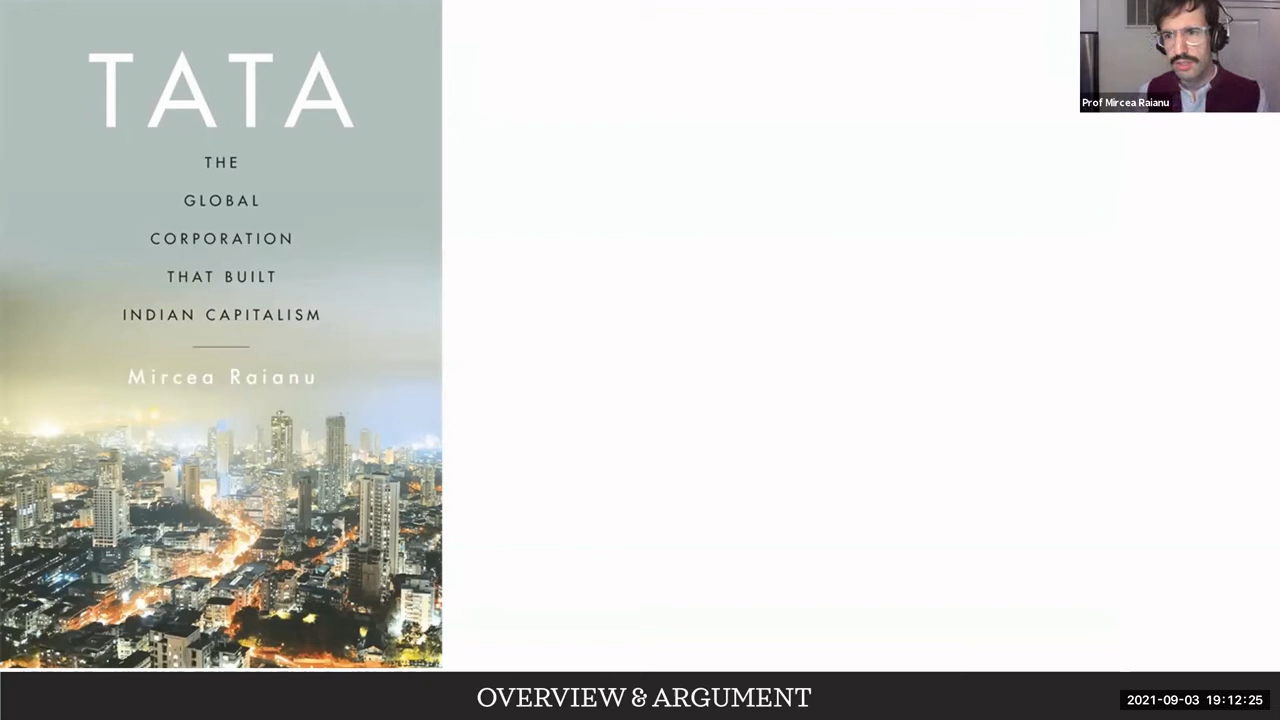 TATA
THE
GLOBAL
CORPORATION
THAT BUILT
INDIAN CAPITALISM
Mircea Raianu
Prof Mircea Raianu
OVERVIEW & ARGUMENT
2021-09-03 19:12:25